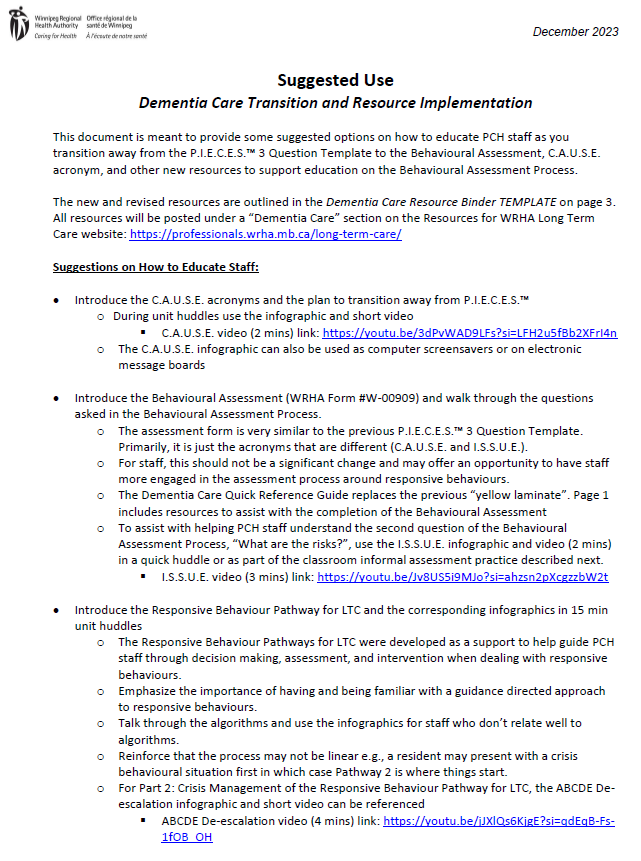 Winnipeg Regional Office régional de la
Health Authority santé de Winnipeg
Caring for Health À l'écoute de notre santé
December 2023
Suggested Use
Dementia Care Transition and Resource Implementation
This document is meant to provide some suggested options on how to educate PCH staff as you
transition away from the P.I.E.C.E.S.™ 3 Question Template to the Behavioural Assessment, C.A.U.S.E.
acronym, and other new resources to support education on the Behavioural Assessment Process.
The new and revised resources are outlined in the Dementia Care Resource Binder TEMPLATE on page 3.
All resources will be posted under a "Dementia Care" section on the Resources for WRHA Long Term
Care website: https://professionals.wrha.mb.ca/long-term-care/
Suggestions on How to Educate Staff:
• Introduce the C.A.U.S.E. acronyms and the plan to transition away from P.I.E.C.E.S.™
o During unit huddles use the infographic and short video
▪ C.A.U.S.E. video (2 mins) link: https://youtu.be/3dPvWAD9LFs?si=LFH2u5fBb2XFrI4n
o The C.A.U.S.E. infographic can also be used as computer screensavers or on electronic
message boards
• Introduce the Behavioural Assessment (WRHA Form #W-00909) and walk through the questions
asked in the Behavioural Assessment Process.
o The assessment form is very similar to the previous P.I.E.C.E.S.™ 3 Question Template.
Primarily, it is just the acronyms that are different (C.A.U.S.E. and I.S.S.U.E.).
o For staff, this should not be a significant change and may offer an opportunity to have staff
more engaged in the assessment process around responsive behaviours.
o The Dementia Care Quick Reference Guide replaces the previous "yellow laminate". Page 1
includes resources to assist with the completion of the Behavioural Assessment
o To assist with helping PCH staff understand the second question of the Behavioural
Assessment Process, "What are the risks?", use the I.S.S.U.E. infographic and video (2 mins)
in a quick huddle or as part of the classroom informal assessment practice described next.
▪ I.S.S.U.E. video (3 mins) link: https://youtu.be/Jv8US5i9MJo?si=ahzsn2pXcgzzbW2t
• Introduce the Responsive Behaviour Pathway for LTC and the corresponding infographics in 15 min
unit huddles
o The Responsive Behaviour Pathways for LTC were developed as a support to help guide PCH
staff through decision making, assessment, and intervention when dealing with responsive
behaviours.
o Emphasize the importance of having and being familiar with a guidance directed approach
to responsive behaviours.
o Talk through the algorithms and use the infographics for staff who don't relate well to
algorithms.
o Reinforce that the process may not be linear e.g., a resident may present with a crisis
behavioural situation first in which case Pathway 2 is where things start.
o For Part 2: Crisis Management of the Responsive Behaviour Pathway for LTC, the ABCDE De-
escalation infographic and short video can be referenced
▪ ABCDE De-escalation video (4 mins) link: https://youtu.be/jJXlQs6KjgE?si=qdEqB-Fs-
1fOB_OH